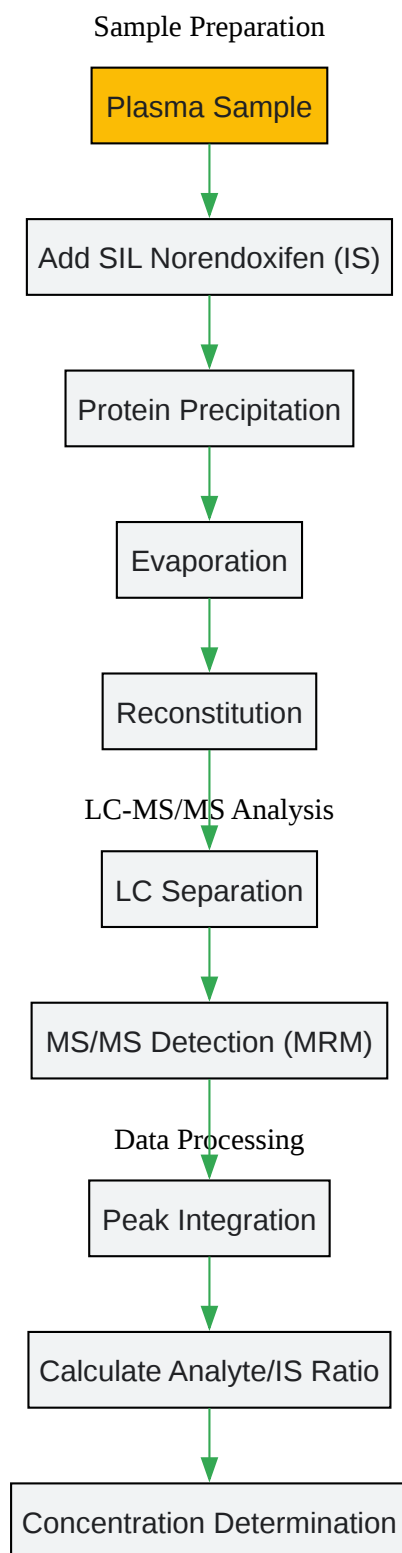 Sample Preparation
Plasma Sample
Add SIL Norendoxifen (IS)
Protein Precipitation
Evaporation
Reconstitution
LC-MS/MS Analysis
LC Separation
MS/MS Detection (MRM)
Data Processing
Peak Integration
Calculate Analyte/IS Ratio
Concentration Determination